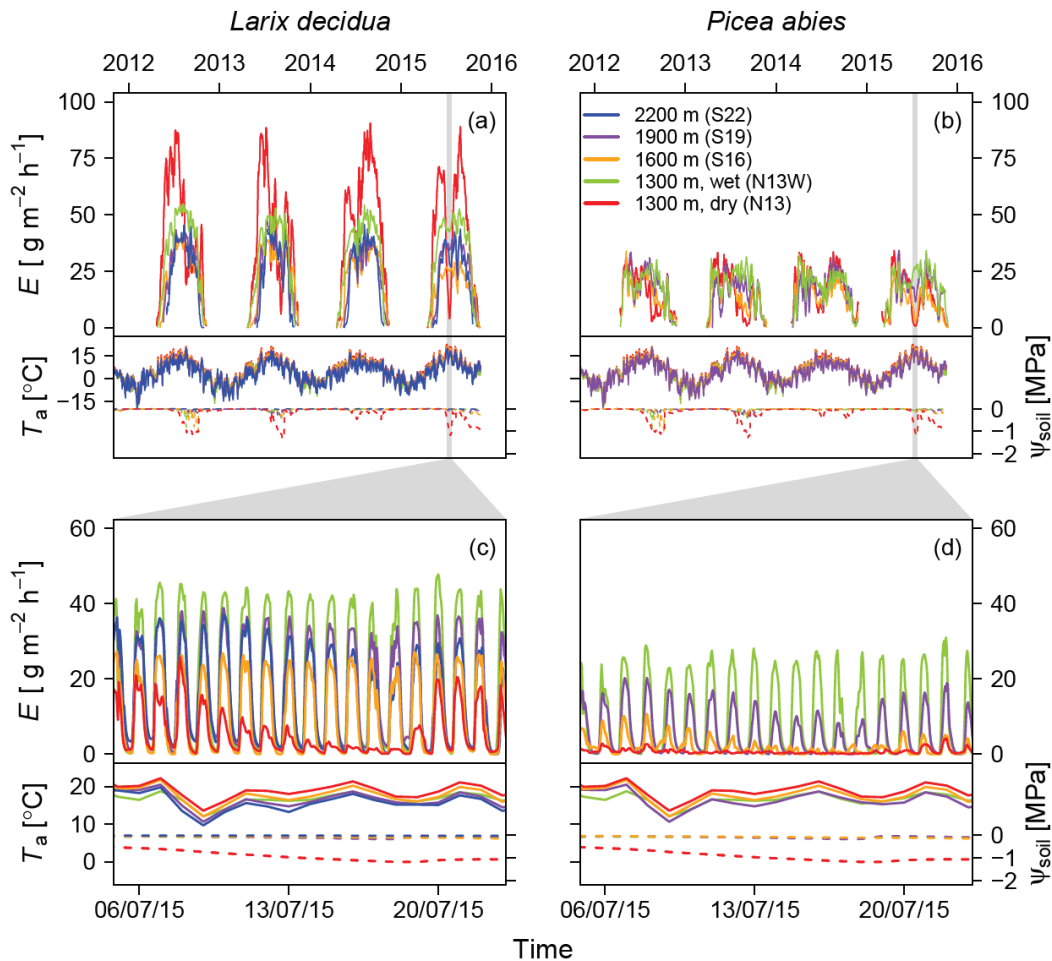 Larix decidua
Picea abies
2012 2013 2014 2015 2016
2012 2013 2014 2015 2016
(a)
100
75
50
25
0
E [ g m⁻² h⁻¹]
15
0
−15
Tₐ [°C]
(b)
2200 m (S22)
1900 m (S19)
1600 m (S16)
1300 m, wet (N13W)
1300 m, dry (N13)
100
75
50
25
0
0
−1
−2
Ψsoil [MPa]
(c)
60
40
20
0
E [ g m⁻² h⁻¹]
20
10
0
Tₐ [°C]
06/07/15 13/07/15 20/07/15
(d)
60
40
20
0
0
−1
−2
Ψsoil [MPa]
06/07/15 13/07/15 20/07/15
Time